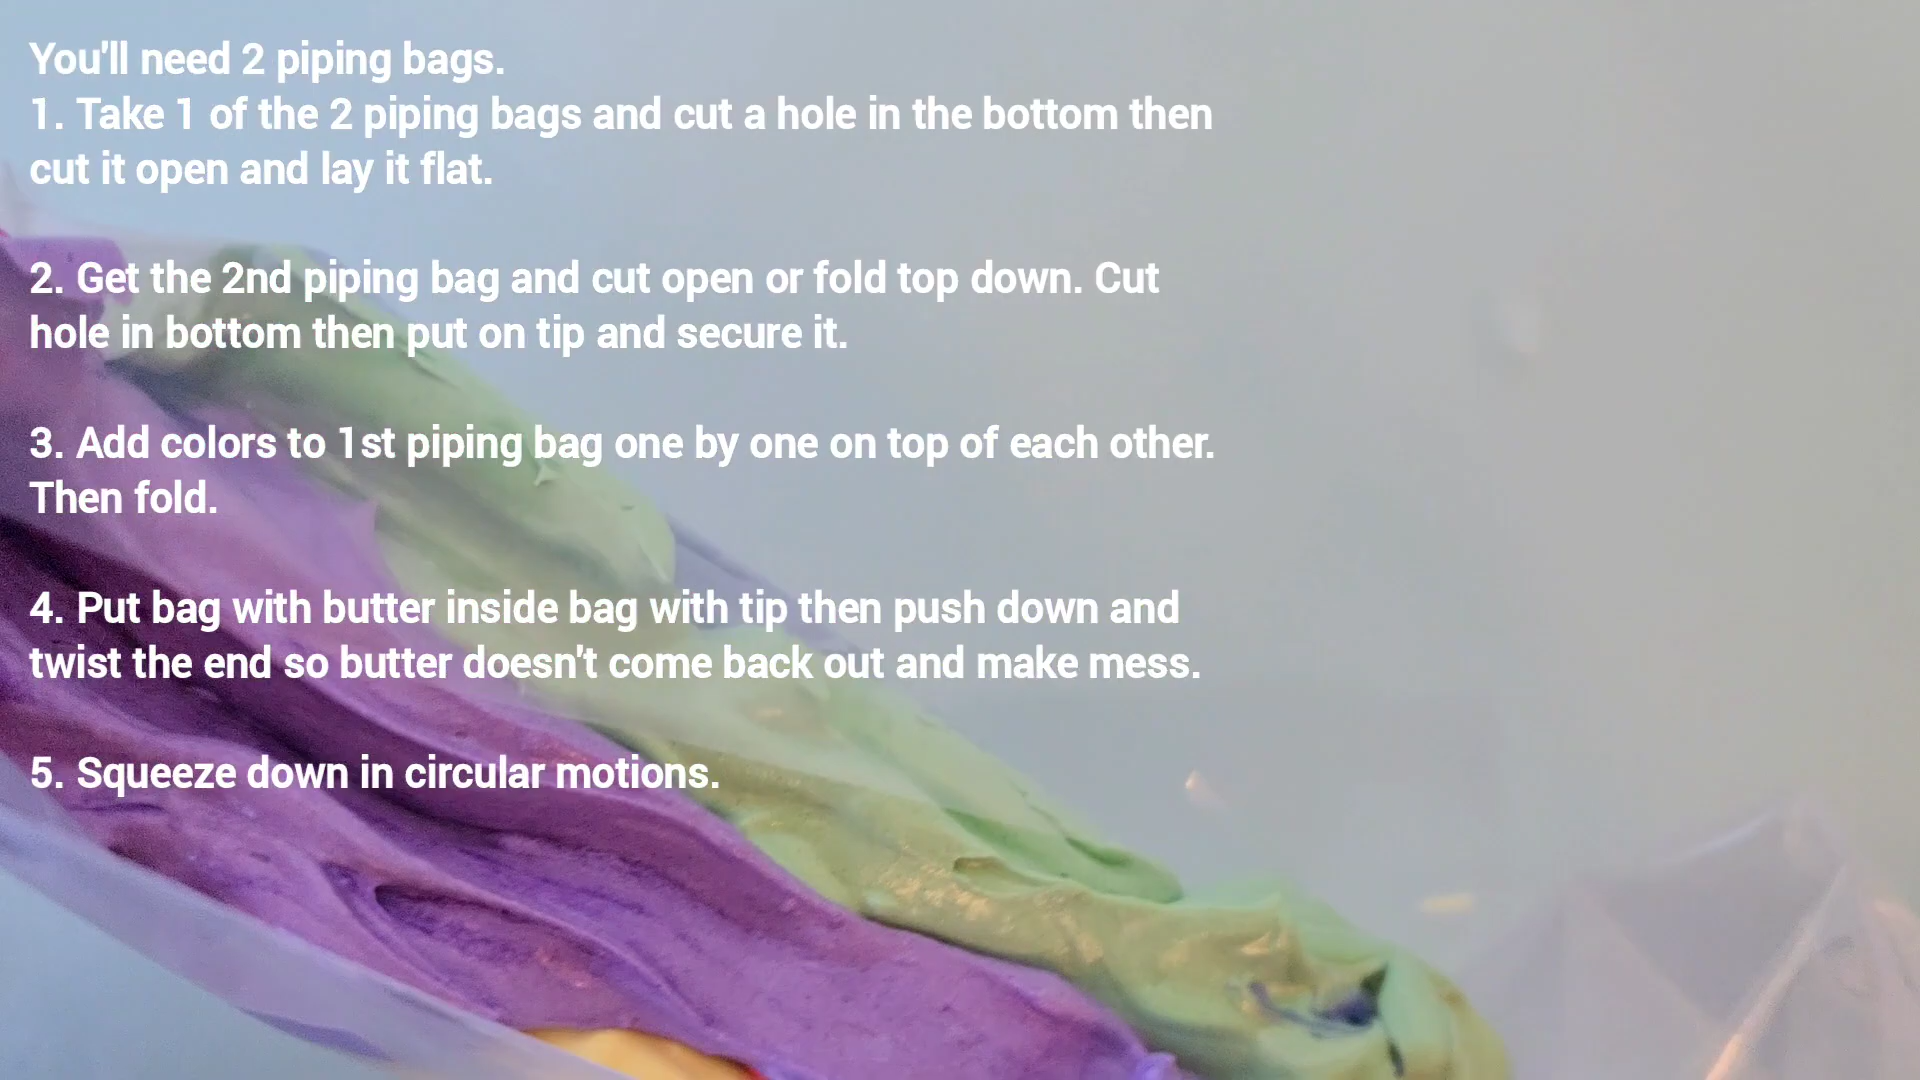 You'll need 2 piping bags.
1. Take 1 of the 2 piping bags and cut a hole in the bottom then
cut it open and lay it flat.
2. Get the 2nd piping bag and cut open or fold top down. Cut
hole in bottom then put on tip and secure it.
3. Add colors to 1st piping bag one by one on top of each other.
Then fold.
4. Put bag with butter inside bag with tip then push down and
twist the end so butter doesn't come back out and make mess.
5. Squeeze down in circular motions.